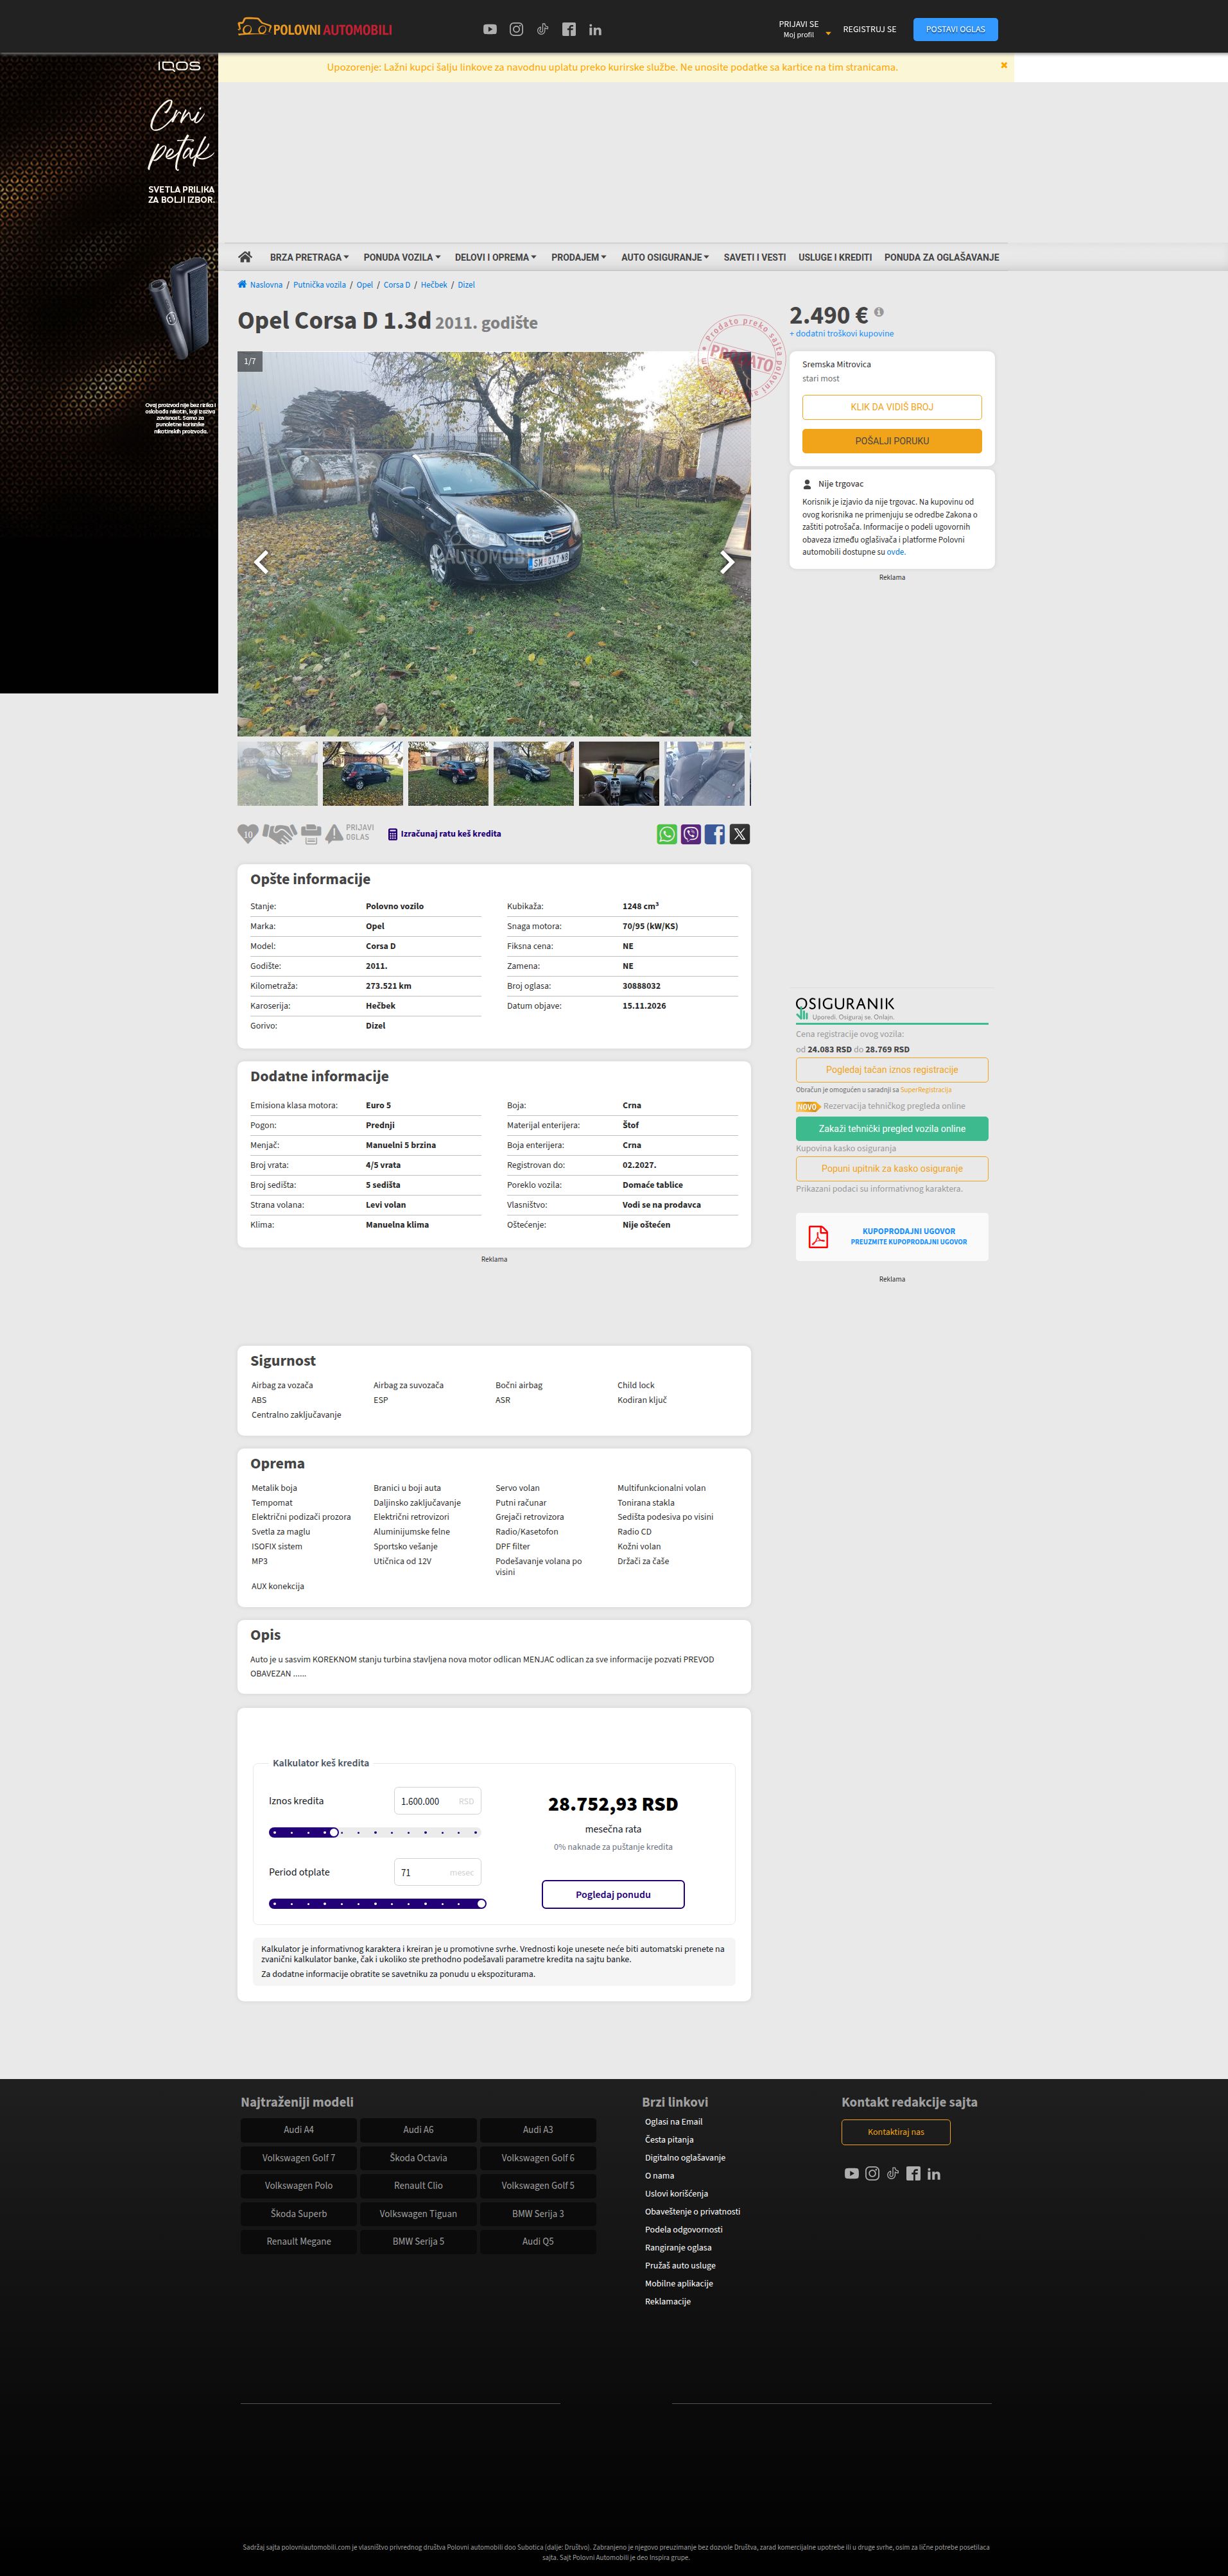 POLOVNI AUTOMOBILI
PRIJAVI SE
Moj profil
REGISTRUJ SE
POSTAVI OGLAS
IQOS
Crni
petak
SVETLA PRILIKA
ZA BOLJI IZBOR.
Ovaj proizvod nije bez rizika i
oslobađa nikotin, koji izaziva
zavisnost. Samo za
punoletne korisnike
nikotinskih proizvoda.
Upozorenje: Lažni kupci šalju linkove za navodnu uplatu preko kurirske službe. Ne unosite podatke sa kartice na tim stranicama.
BRZA PRETRAGA PONUDA VOZILA DELOVI I OPREMA PRODAJEM AUTO OSIGURANJE SAVETI I VESTI USLUGE I KREDITI PONUDA ZA OGLAŠAVANJE
Naslovna / Putnička vozila / Opel / Corsa D / Hečbek / Dizel
Opel Corsa D 1.3d 2011. godište
2.490 €
+ dodatni troškovi kupovine
1/7
Prodato preko sajta
PRODATO
AUTOMOBILI
SM 047 NB
Sremska Mitrovica
stari most
KLIK DA VIDIŠ BROJ
POŠALJI PORUKU
Nije trgovac
Korisnik je izjavio da nije trgovac. Na kupovinu od
ovog korisnika ne primenjuju se odredbe Zakona o
zaštiti potrošača. Informacije o podeli ugovornih
obaveza između oglašivača i platforme Polovni
automobili dostupne su ovde.
Reklama
10
PRIJAVI
OGLAS
Izračunaj ratu keš kredita
Opšte informacije
Stanje: Polovno vozilo
Marka: Opel
Model: Corsa D
Godište: 2011.
Kilometraža: 273.521 km
Karoserija: Hečbek
Gorivo: Dizel
Kubikaža: 1248 cm³
Snaga motora: 70/95 (kW/KS)
Fiksna cena: NE
Zamena: NE
Broj oglasa: 30888032
Datum objave: 15.11.2026
Dodatne informacije
Emisiona klasa motora: Euro 5
Pogon: Prednji
Menjač: Manuelni 5 brzina
Broj vrata: 4/5 vrata
Broj sedišta: 5 sedišta
Strana volana: Levi volan
Klima: Manuelna klima
Boja: Crna
Materijal enterijera: Štof
Boja enterijera: Crna
Registrovan do: 02.2027.
Poreklo vozila: Domaće tablice
Vlasništvo: Vodi se na prodavca
Oštećenje: Nije oštećen
Reklama
OSIGURANIK
Uporedi. Osiguraj se. Onlajn.
Cena registracije ovog vozila:
od 24.083 RSD do 28.769 RSD
Pogledaj tačan iznos registracije
Obračun je omogućen u saradnji sa SuperRegistracija
NOVO Rezervacija tehničkog pregleda online
Zakaži tehnički pregled vozila online
Kupovina kasko osiguranja
Popuni upitnik za kasko osiguranje
Prikazani podaci su informativnog karaktera.
KUPOPRODAJNI UGOVOR
PREUZMITE KUPOPRODAJNI UGOVOR
Reklama
Sigurnost
Airbag za vozača Airbag za suvozača Bočni airbag Child lock
ABS ESP ASR Kodiran ključ
Centralno zaključavanje
Oprema
Metalik boja Branici u boji auta Servo volan Multifunkcionalni volan
Tempomat Daljinsko zaključavanje Putni računar Tonirana stakla
Električni podizači prozora Električni retrovizori Grejači retrovizora Sedišta podesiva po visini
Svetla za maglu Aluminijumske felne Radio/Kasetofon Radio CD
ISOFIX sistem Sportsko vešanje DPF filter Kožni volan
MP3 Utičnica od 12V Podešavanje volana po Držači za čaše
visini
AUX konekcija
Opis
Auto je u sasvim KOREKNOM stanju turbina stavljena nova motor odlican MENJAC odlican za sve informacije pozvati PREVOD
OBAVEZAN ......
Kalkulator keš kredita
Iznos kredita 1.600.000 RSD
Period otplate 71 mesec
28.752,93 RSD
mesečna rata
0% naknade za puštanje kredita
Pogledaj ponudu
Kalkulator je informativnog karaktera i kreiran je u promotivne svrhe. Vrednosti koje unesete neće biti automatski prenete na
zvanični kalkulator banke, čak i ukoliko ste prethodno podešavali parametre kredita na sajtu banke.
Za dodatne informacije obratite se savetniku za ponudu u ekspoziturama.
Najtraženiji modeli
Audi A4 Audi A6 Audi A3
Volkswagen Golf 7 Škoda Octavia Volkswagen Golf 6
Volkswagen Polo Renault Clio Volkswagen Golf 5
Škoda Superb Volkswagen Tiguan BMW Serija 3
Renault Megane BMW Serija 5 Audi Q5
Brzi linkovi
Oglasi na Email
Česta pitanja
Digitalno oglašavanje
O nama
Uslovi korišćenja
Obaveštenje o privatnosti
Podela odgovornosti
Rangiranje oglasa
Pružaš auto usluge
Mobilne aplikacije
Reklamacije
Kontakt redakcije sajta
Kontaktiraj nas
Sadržaj sajta polovniautomobili.com je vlasništvo privrednog društva Polovni automobili doo Subotica (dalje: Društvo). Zabranjeno je njegovo preuzimanje bez dozvole Društva, zarad komercijalne upotrebe ili u druge svrhe, osim za lične potrebe posetilaca
sajta. Sajt Polovni Automobili je deo Inspira grupe.